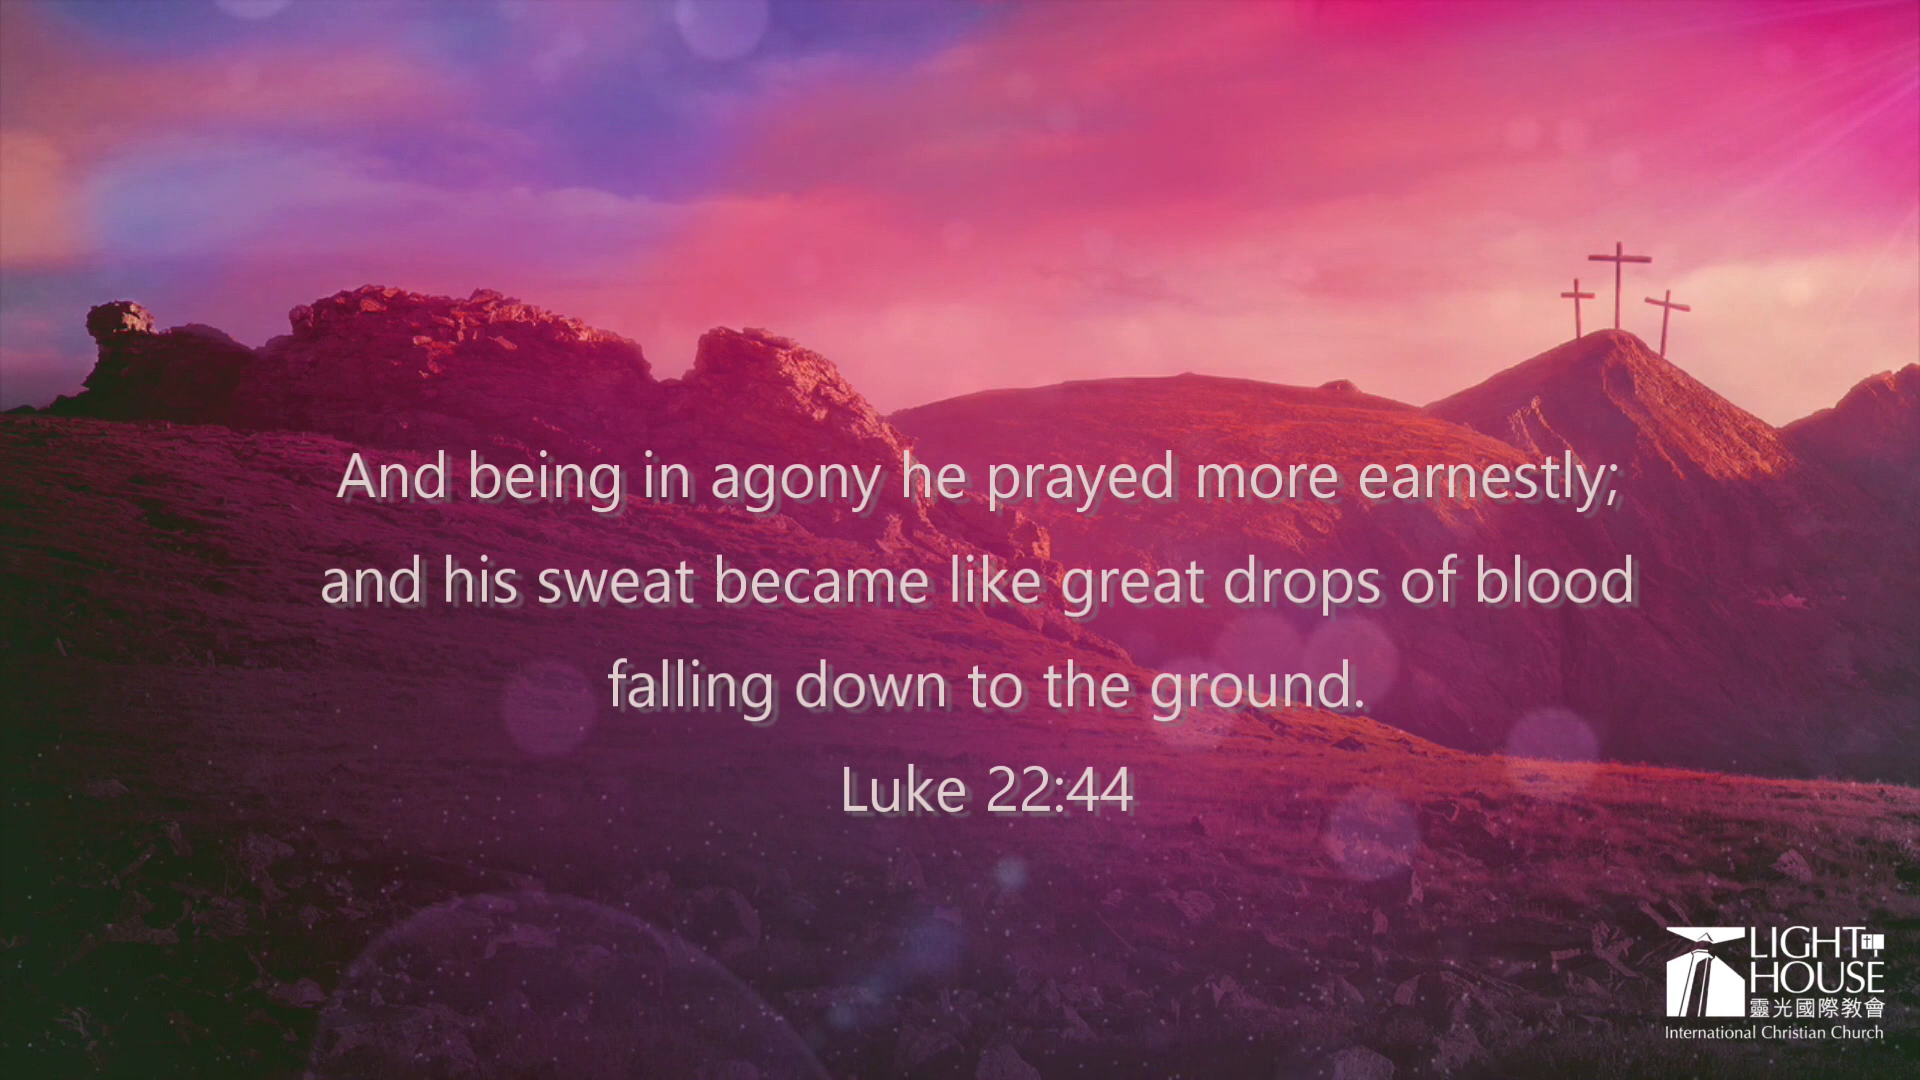 And being in agony he prayed more earnestly;
and his sweat became like great drops of blood
falling down to the ground.
Luke 22:44
LIGHT
HOUSE
靈光國際教會
International Christian Church